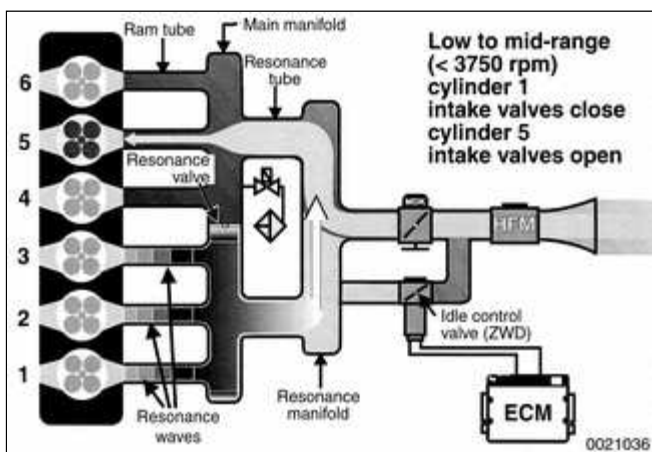 Ram tube
Main manifold
Resonance
tube
Low to mid-range
(< 3750 rpm)
cylinder 1
intake valves close
cylinder 5
intake valves open
6
5
Resonance
valve
4
HFM
3
2
Idle control
valve (ZWD)
1
Resonance
waves
Resonance
manifold
ECM
0021036